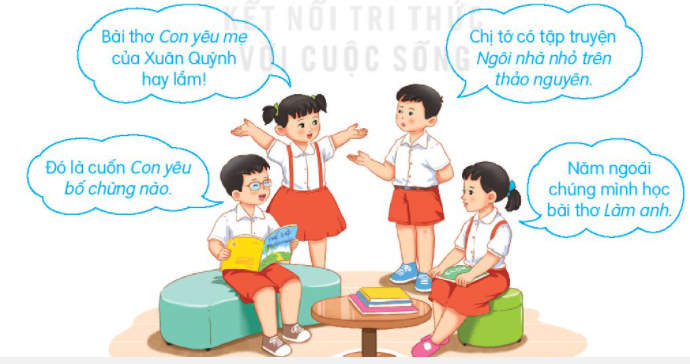 KẾT NỐI TRI THỨC
VỚI CUỘC SỐNG
Bài thơ Con yêu mẹ
của Xuân Quỳnh
hay lắm!
Chị tớ có tập truyện
Ngôi nhà nhỏ trên
thảo nguyên.
Đó là cuốn Con yêu
bố chừng nào.
Năm ngoái
chúng mình học
bài thơ Làm anh.